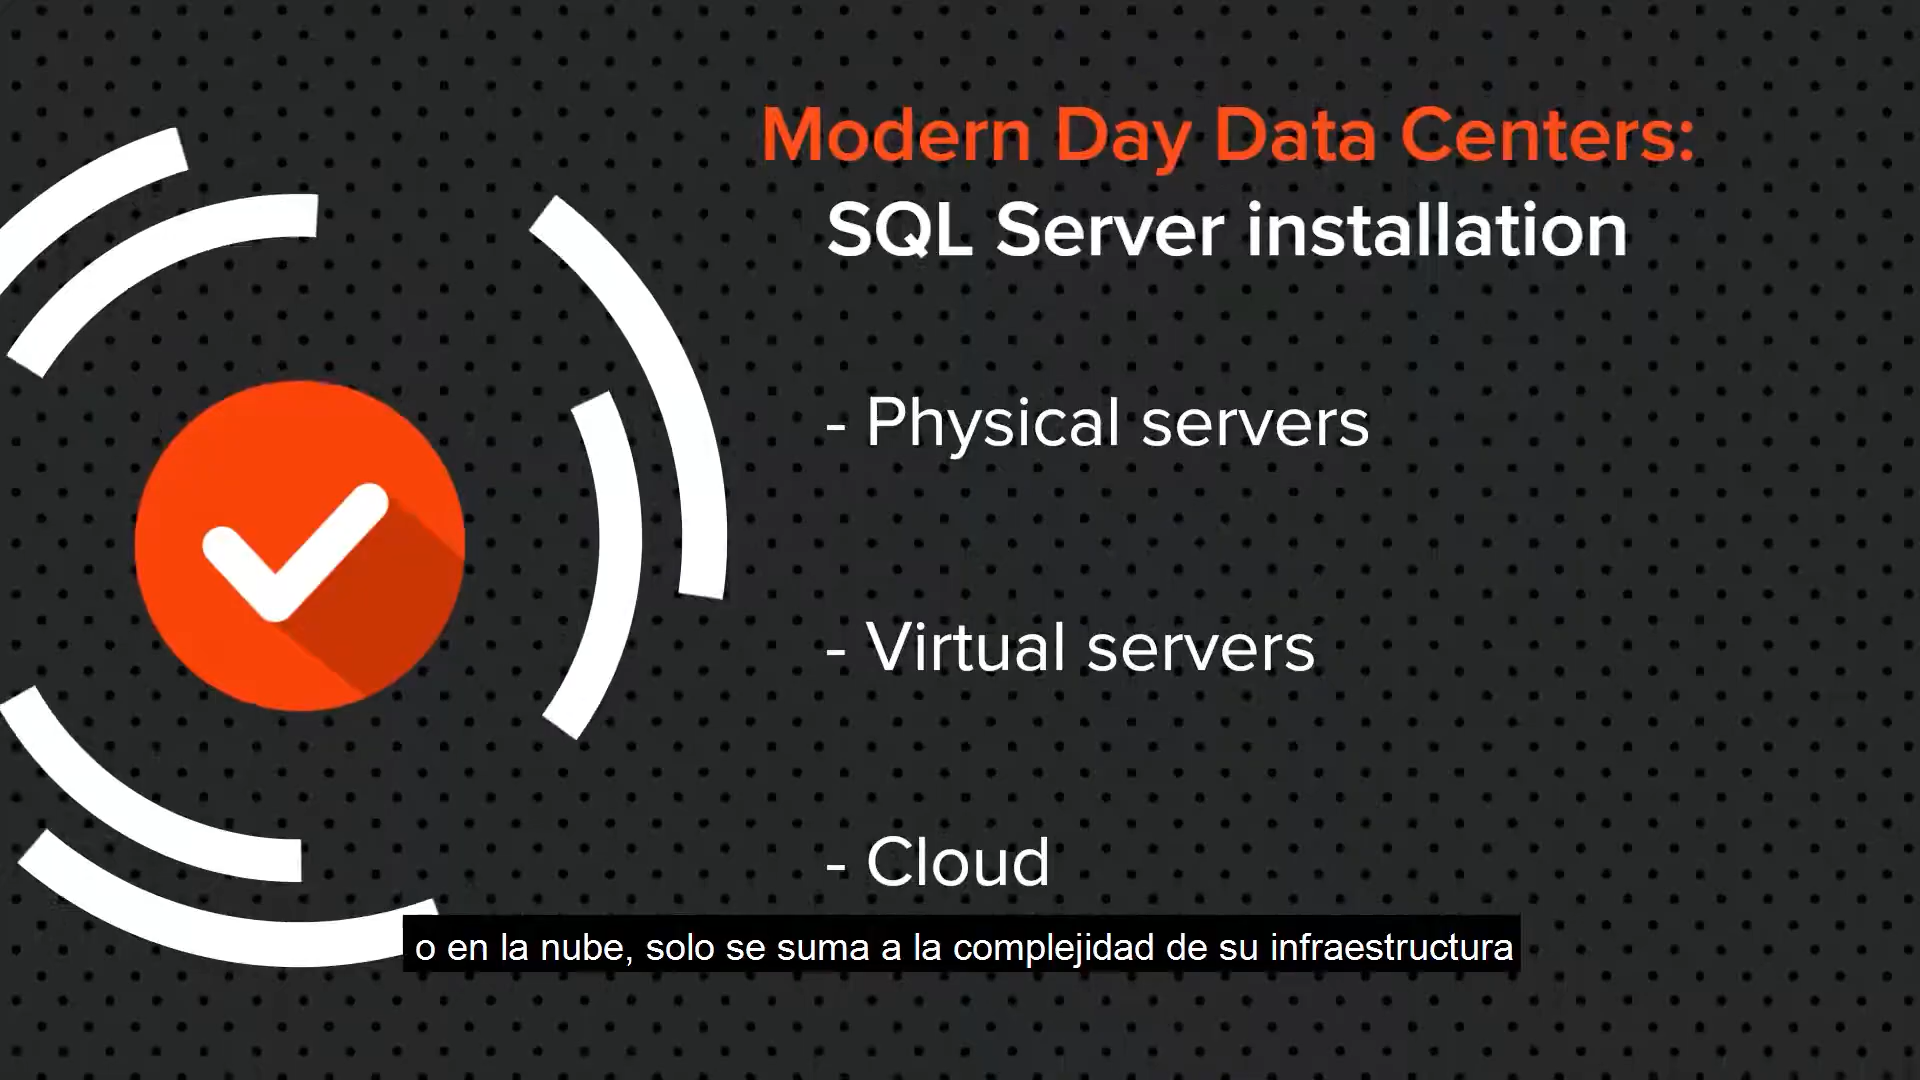 Modern Day Data Centers:
SQL Server installation
- Physical servers
- Virtual servers
- Cloud
o en la nube, solo se suma a la complejidad de su infraestructura